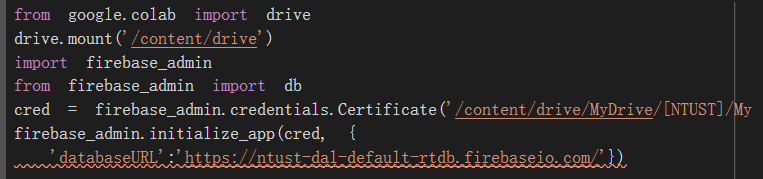 from google.colab import drive
drive.mount('/content/drive')
import firebase_admin
from firebase_admin import db
cred = firebase_admin.credentials.Certificate('/content/drive/MyDrive/[NTUST]/My
firebase_admin.initialize_app(cred, {
'databaseURL':'https://ntust-dal-default-rtdb.firebaseio.com/'})